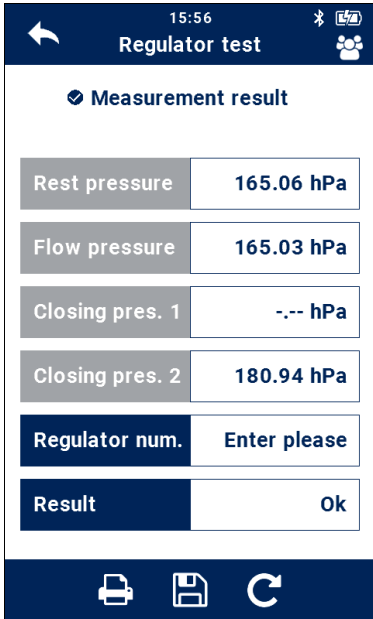 15:56
Regulator test
Measurement result
Rest pressure 165.06 hPa
Flow pressure 165.03 hPa
Closing pres. 1 -.-- hPa
Closing pres. 2 180.94 hPa
Regulator num. Enter please
Result Ok